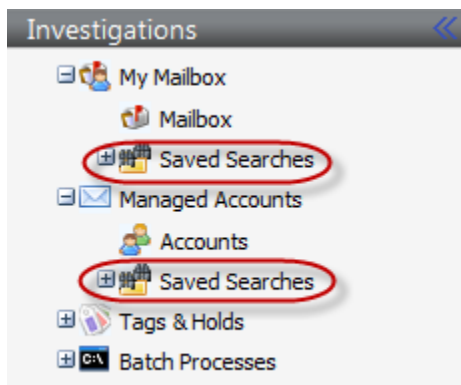 Investigations
My Mailbox
Mailbox
Saved Searches
Managed Accounts
Accounts
Saved Searches
Tags & Holds
C:\
Batch Processes